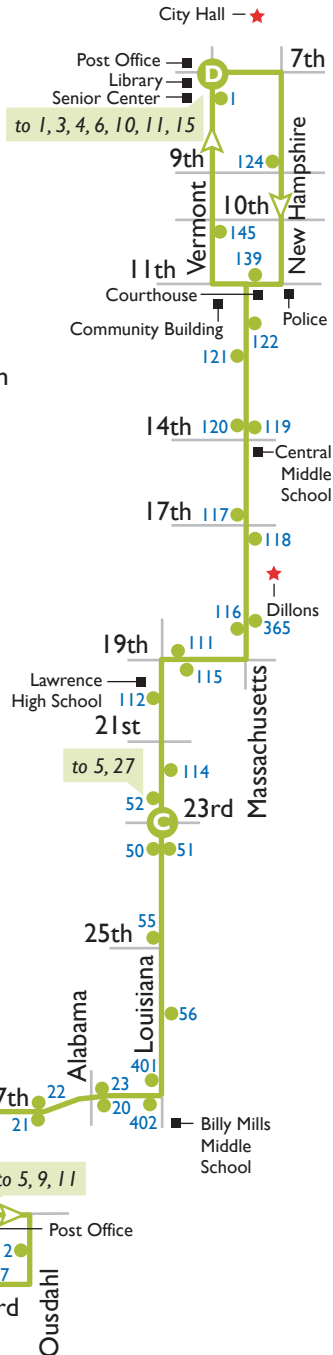 City Hall
Post Office
Library
Senior Center
D
7th
1
to 1, 3, 4, 6, 10, 11, 15
9th
124
Vermont
New Hampshire
10th
145
139
11th
Courthouse
Police
Community Building
122
121
14th
120
119
Central
Middle
School
17th
117
118
Dillons
116
365
19th
111
115
Massachusetts
Lawrence
High School
112
21st
to 5, 27
114
52
C
23rd
50
51
55
25th
Louisiana
56
Alabama
401
7th
22
23
21
20
402
Billy Mills
Middle
School
to 5, 9, 11
Post Office
2
7
rd
Ousdahl